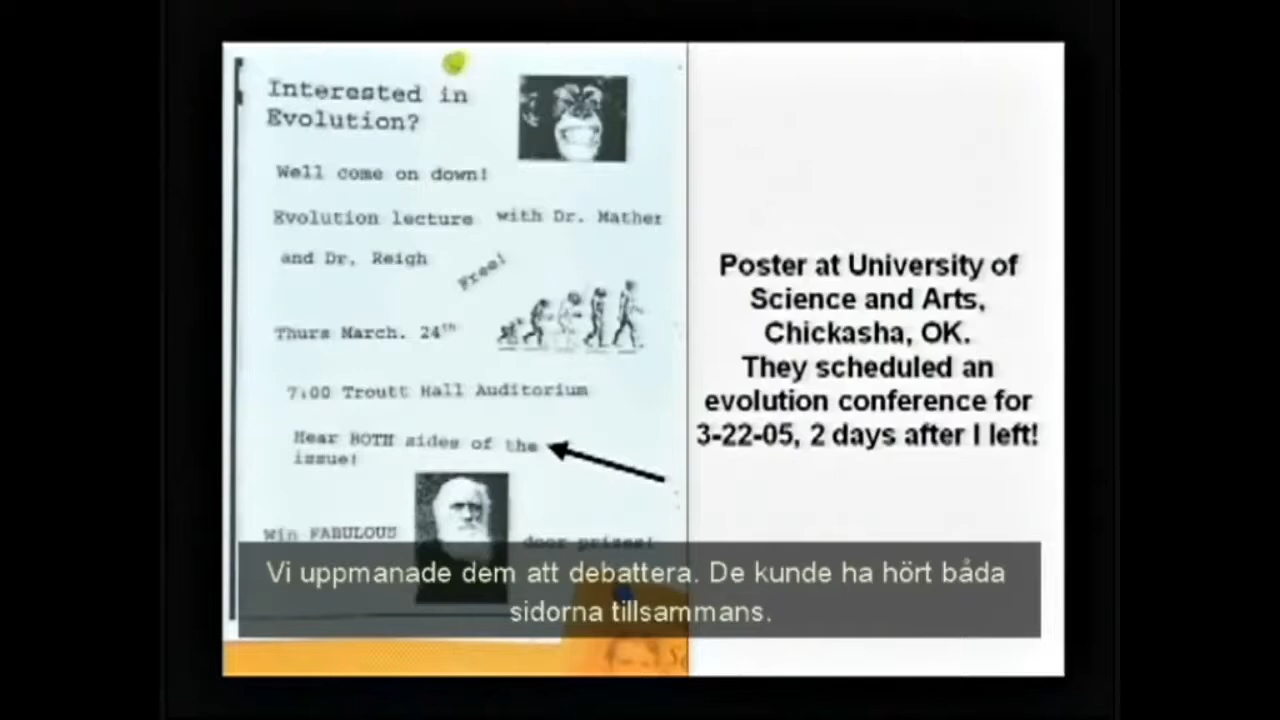 Interested in
Evolution?
Well come on down!
Evolution lecture with Dr. Mather
and Dr. Reigh
Free!
Thurs March. 24th
7:00 Troutt Hall Auditorium
Hear BOTH sides of the
issue!
Win FABULOUS door prizes!
Poster at University of
Science and Arts,
Chickasha, OK.
They scheduled an
evolution conference for
3-22-05, 2 days after I left!
Vi uppmanade dem att debattera. De kunde ha hört båda
sidorna tillsammans.